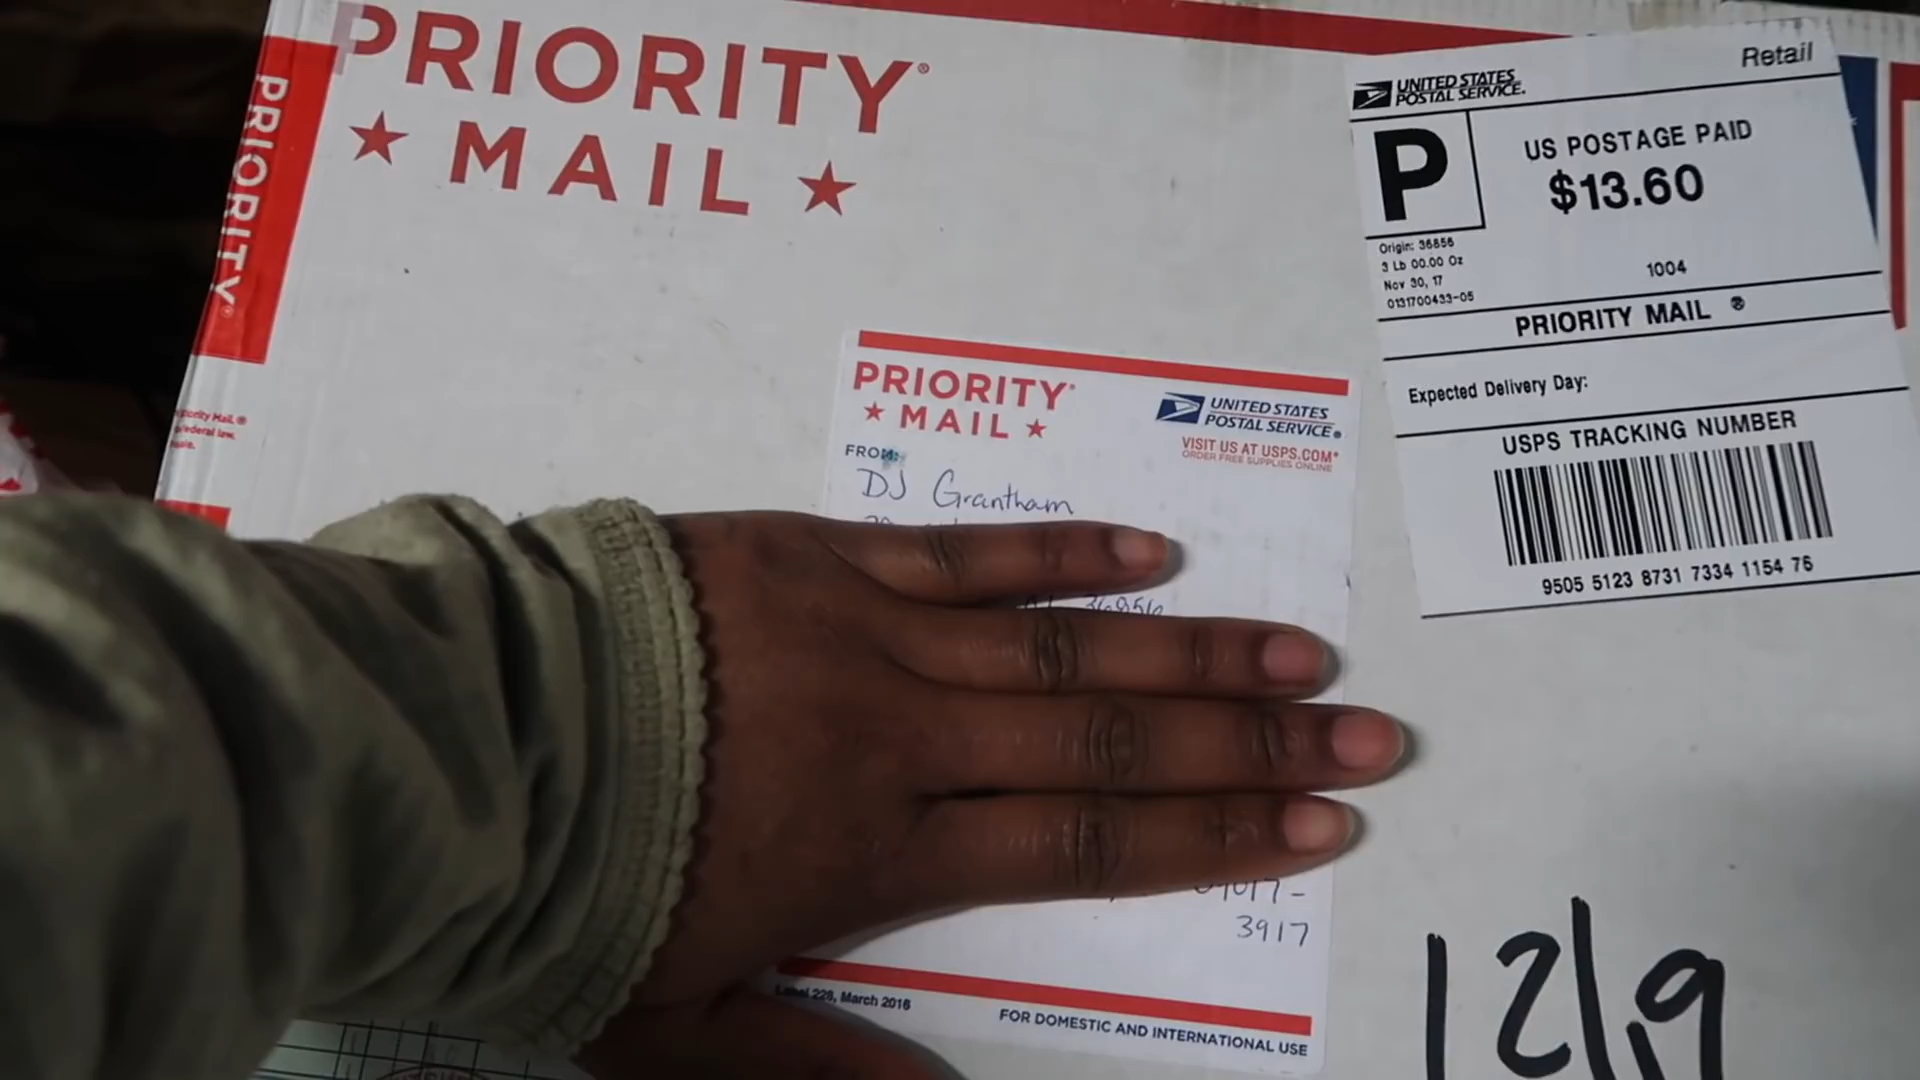 PRIORITY®
★ MAIL ★
PRIORITY®
UNITED STATES
POSTAL SERVICE.
Retail
P
US POSTAGE PAID
$13.60
Origin: 36856
3 Lb 00.00 Oz
Nov 30, 17
0131700433-05
1004
PRIORITY MAIL ®
Expected Delivery Day:
USPS TRACKING NUMBER
9505 5123 8731 7334 1154 76
PRIORITY®
★ MAIL ★
UNITED STATES
POSTAL SERVICE®
VISIT US AT USPS.COM®
ORDER FREE SUPPLIES ONLINE
FROM:
DJ Grantham
3917
Label 228, March 2016
FOR DOMESTIC AND INTERNATIONAL USE
12/19